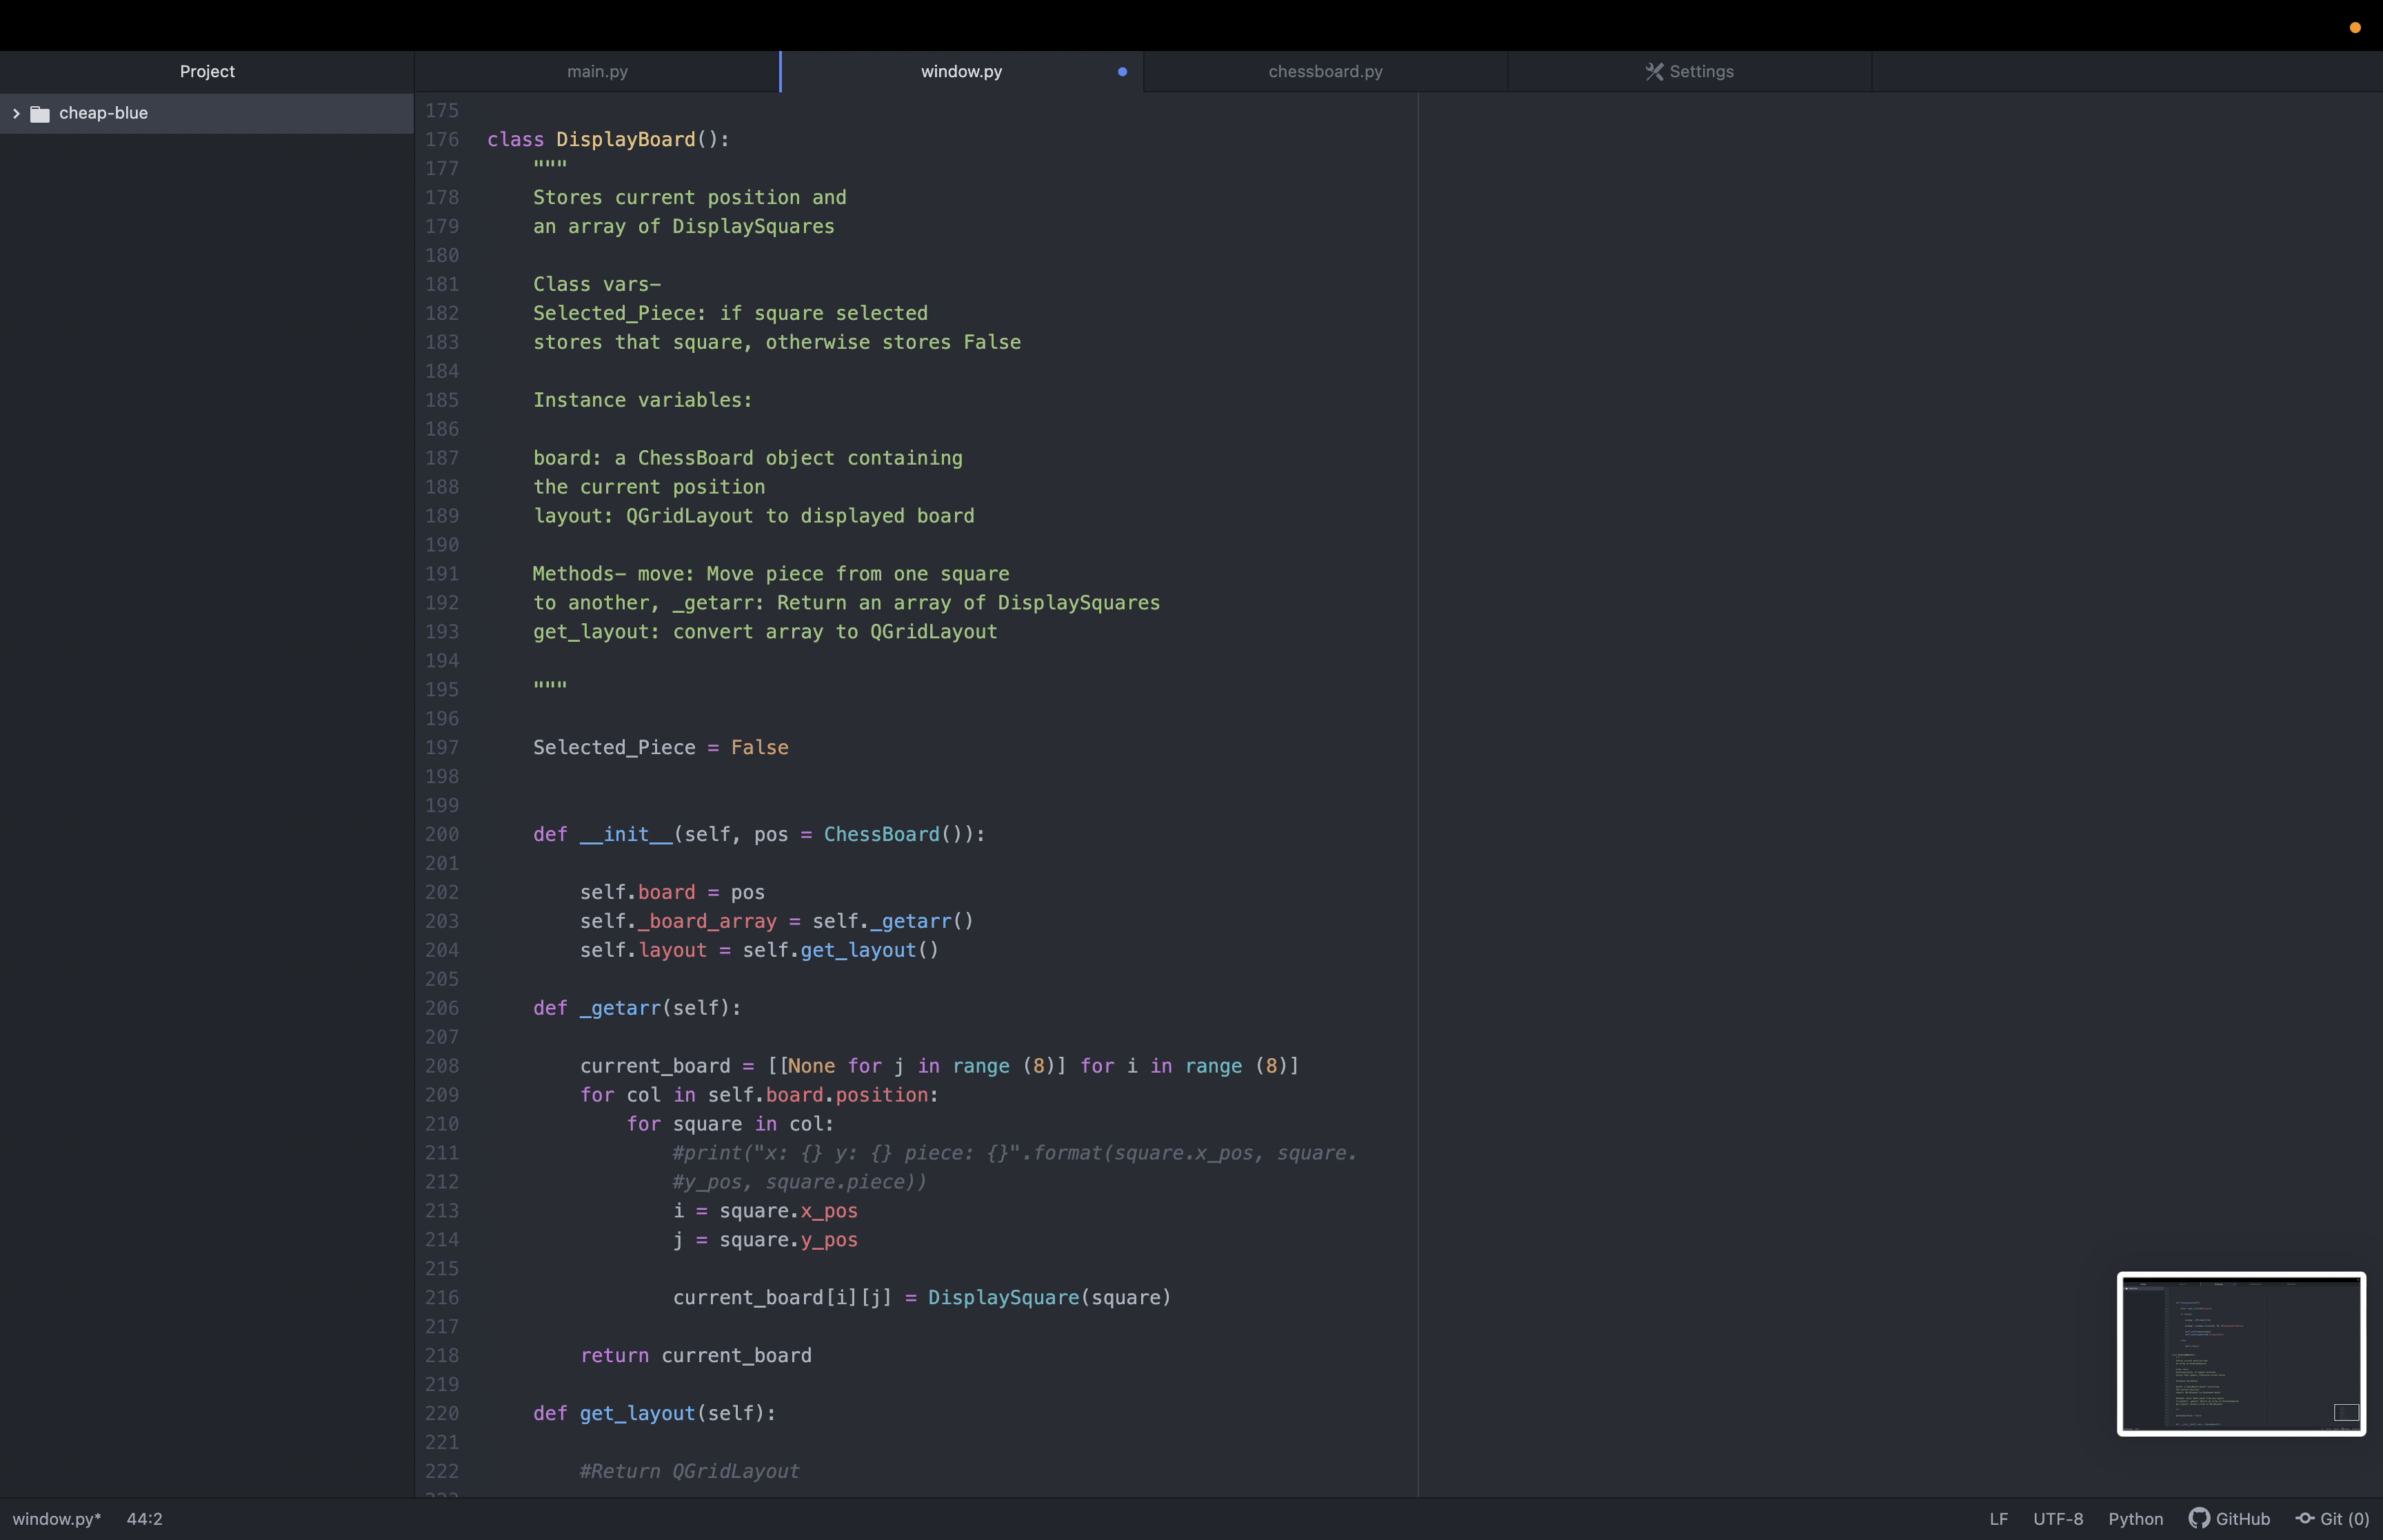 Project
main.py
window.py
chessboard.py
Settings
cheap-blue
175
176 class DisplayBoard():
177     """
178     Stores current position and
179     an array of DisplaySquares
180
181     Class vars-
182     Selected_Piece: if square selected
183     stores that square, otherwise stores False
184
185     Instance variables:
186
187     board: a ChessBoard object containing
188     the current position
189     layout: QGridLayout to displayed board
190
191     Methods- move: Move piece from one square
192     to another, _getarr: Return an array of DisplaySquares
193     get_layout: convert array to QGridLayout
194
195     """
196
197     Selected_Piece = False
198
199
200     def __init__(self, pos = ChessBoard()):
201
202         self.board = pos
203         self._board_array = self._getarr()
204         self.layout = self.get_layout()
205
206     def _getarr(self):
207
208         current_board = [[None for j in range (8)] for i in range (8)]
209         for col in self.board.position:
210             for square in col:
211                 #print("x: {} y: {} piece: {}".format(square.x_pos, square.
212                 #y_pos, square.piece))
213                 i = square.x_pos
214                 j = square.y_pos
215
216                 current_board[i][j] = DisplaySquare(square)
217
218         return current_board
219
220     def get_layout(self):
221
222         #Return QGridLayout
window.py* 44:2
LF UTF-8 Python GitHub Git (0)